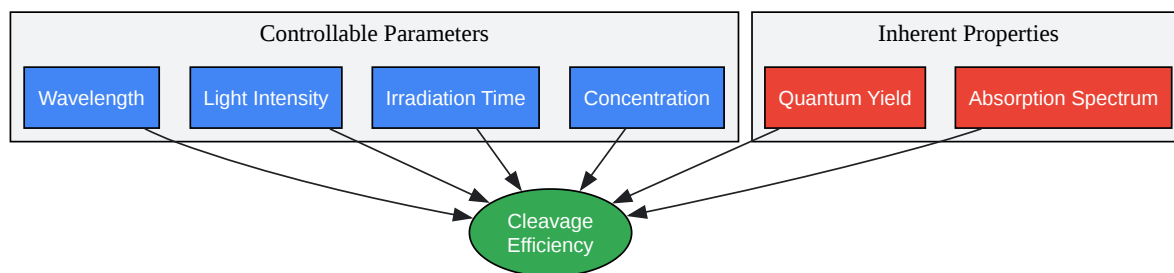 Controllable Parameters
Inherent Properties
Wavelength
Light Intensity
Irradiation Time
Concentration
Quantum Yield
Absorption Spectrum
Cleavage
Efficiency